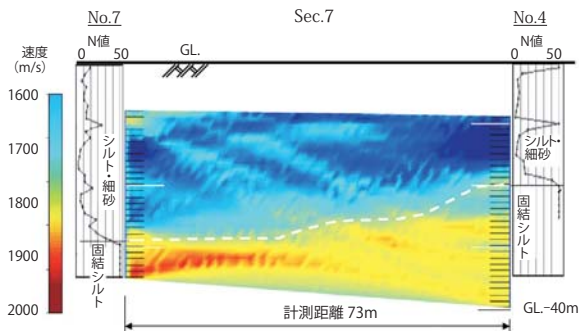 No.7
Sec.7
No.4
N値
0 50
GL.
N値
0 50
速度
(m/s)
1600
1700
1800
1900
2000
シルト・細砂
固結シルト
シルト・細砂
固結シルト
計測距離 73m
GL.-40m